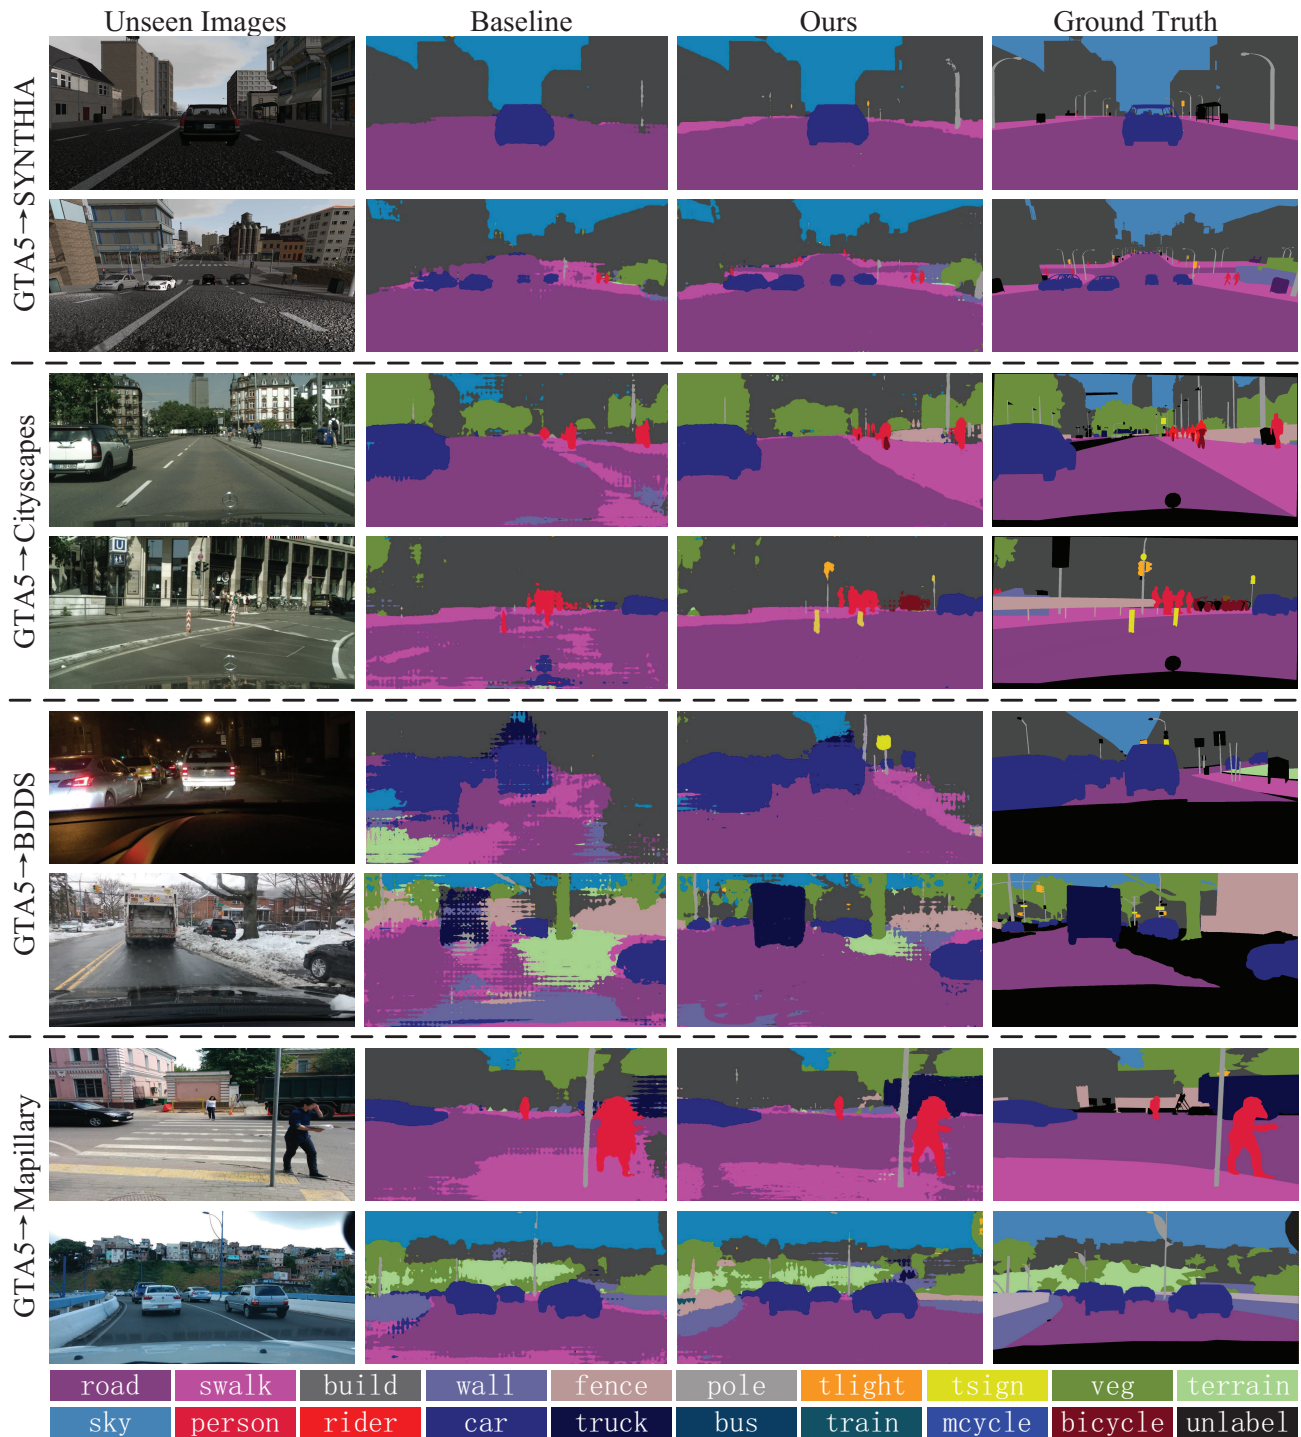 Unseen Images Baseline Ours Ground Truth
GTA5→SYNTHIA
GTA5→Cityscapes
U
GTA5→BDDS
GTA5→Mapillary
road swalk build wall fence pole tlight tsign veg terrain
sky person rider car truck bus train mcycle bicycle unlabel